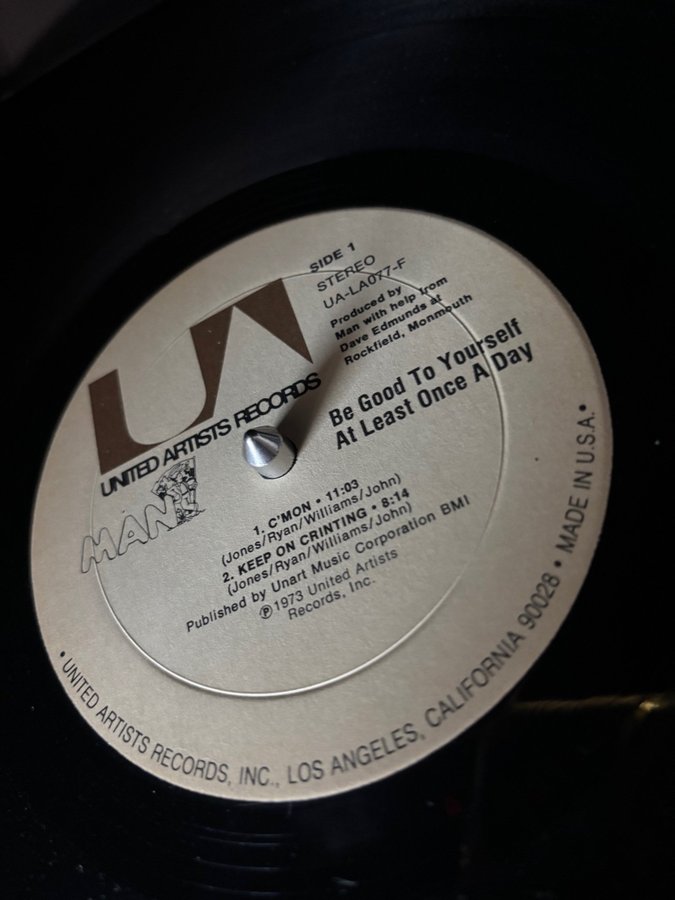 SIDE 1
STEREO
UA-LA077-F
Produced by
Man with help from
Dave Edmunds at
Rockfield, Monmouth
UA
UNITED ARTISTS RECORDS
Be Good To Yourself
At Least Once A Day
MAN
1. C'MON • 11:03
(Jones/Ryan/Williams/John)
2. KEEP ON CRINTING • 8:14
(Jones/Ryan/Williams/John)
Published by Unart Music Corporation BMI
℗1973 United Artists
Records, Inc.
• UNITED ARTISTS RECORDS, INC., LOS ANGELES, CALIFORNIA 90028 • MADE IN U.S.A. •